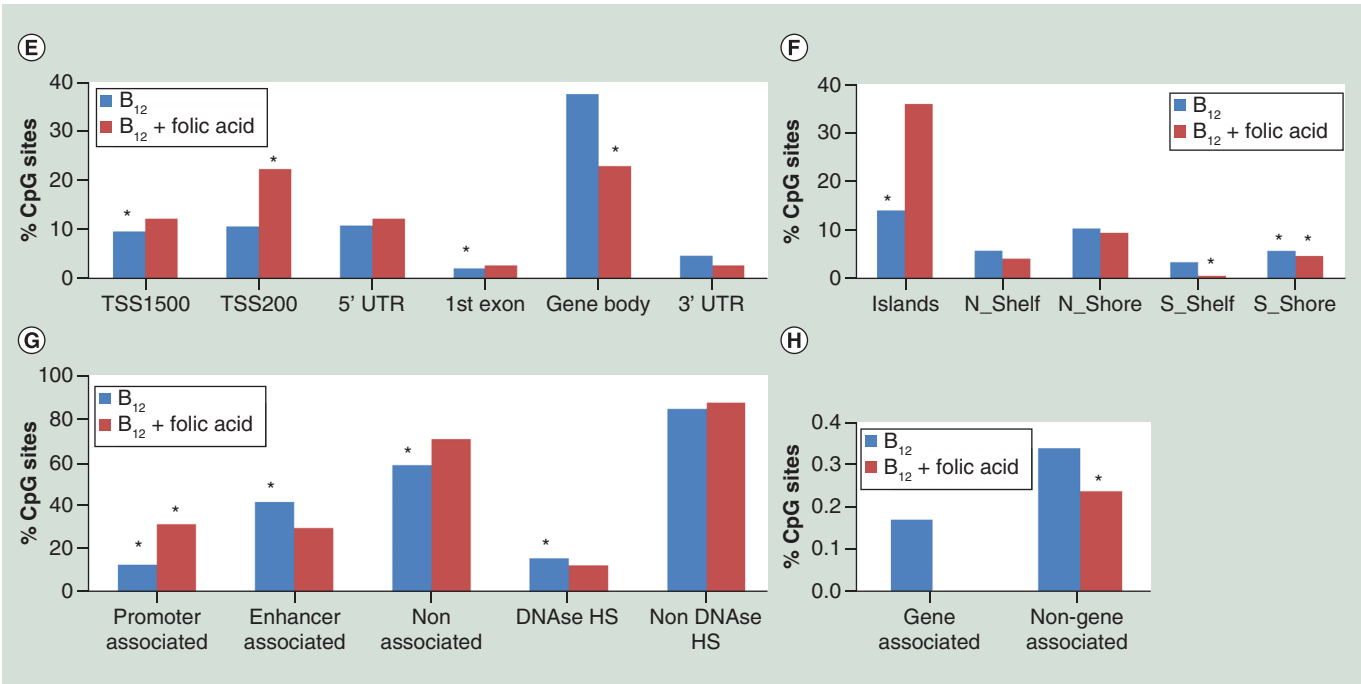 E
40
30
20
10
0
% CpG sites
B12
B12 + folic acid
*
*
*
*
TSS1500 TSS200 5' UTR 1st exon Gene body 3' UTR
F
40
30
20
10
0
% CpG sites
B12
B12 + folic acid
*
*
*
*
Islands N_Shelf N_Shore S_Shelf S_Shore
G
100
80
60
40
20
0
% CpG sites
B12
B12 + folic acid
*
*
*
*
*
Promoter associated
Enhancer associated
Non associated
DNAse HS
Non DNAse HS
H
0.4
0.3
0.2
0.1
0.0
% CpG sites
B12
B12 + folic acid
*
Gene associated
Non-gene associated